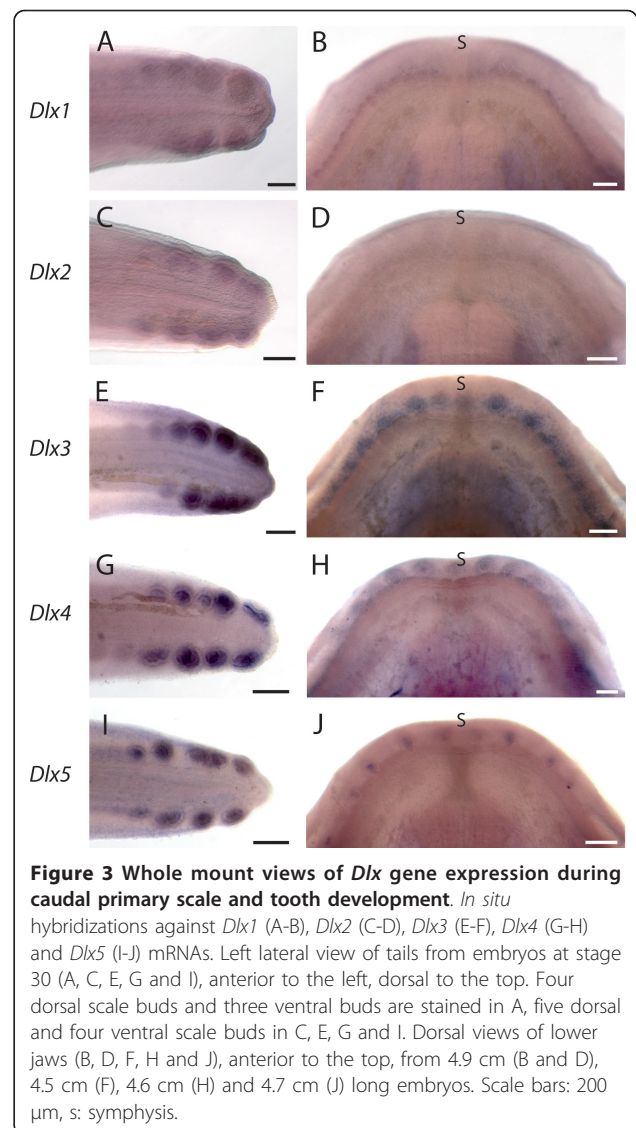 A
B
S
Dlx1
C
D
S
Dlx2
E
F
S
Dlx3
G
H
S
Dlx4
I
J
S
Dlx5
Figure 3 Whole mount views of Dlx gene expression during
caudal primary scale and tooth development. In situ
hybridizations against Dlx1 (A-B), Dlx2 (C-D), Dlx3 (E-F), Dlx4 (G-H)
and Dlx5 (I-J) mRNAs. Left lateral view of tails from embryos at stage
30 (A, C, E, G and I), anterior to the left, dorsal to the top. Four
dorsal scale buds and three ventral buds are stained in A, five dorsal
and four ventral scale buds in C, E, G and I. Dorsal views of lower
jaws (B, D, F, H and J), anterior to the top, from 4.9 cm (B and D),
4.5 cm (F), 4.6 cm (H) and 4.7 cm (J) long embryos. Scale bars: 200
μm, s: symphysis.